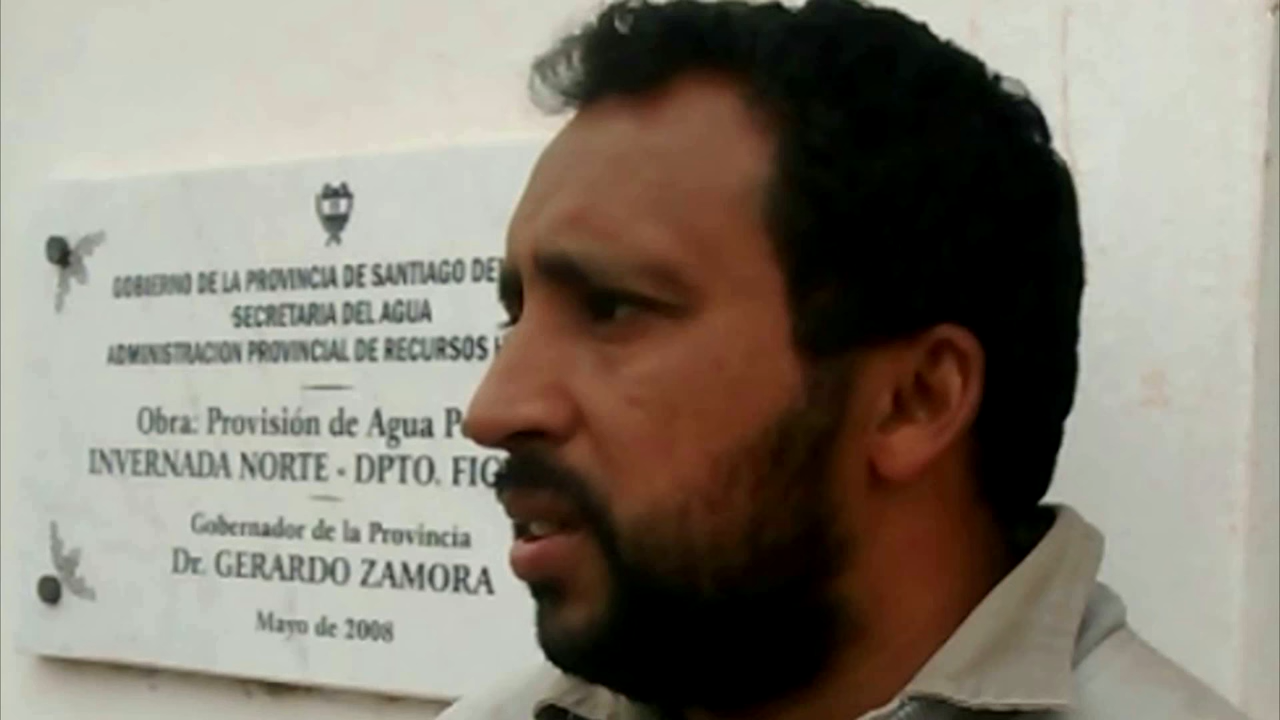 GOBIERNO DE LA PROVINCIA DE SANTIAGO DEL
SECRETARIA DEL AGUA
ADMINISTRACION PROVINCIAL DE RECURSOS
Obra: Provisión de Agua
INVERNADA NORTE - DPTO.
Gobernador de la Provincia
Dr. GERARDO ZAMORA
Mayo de 2008